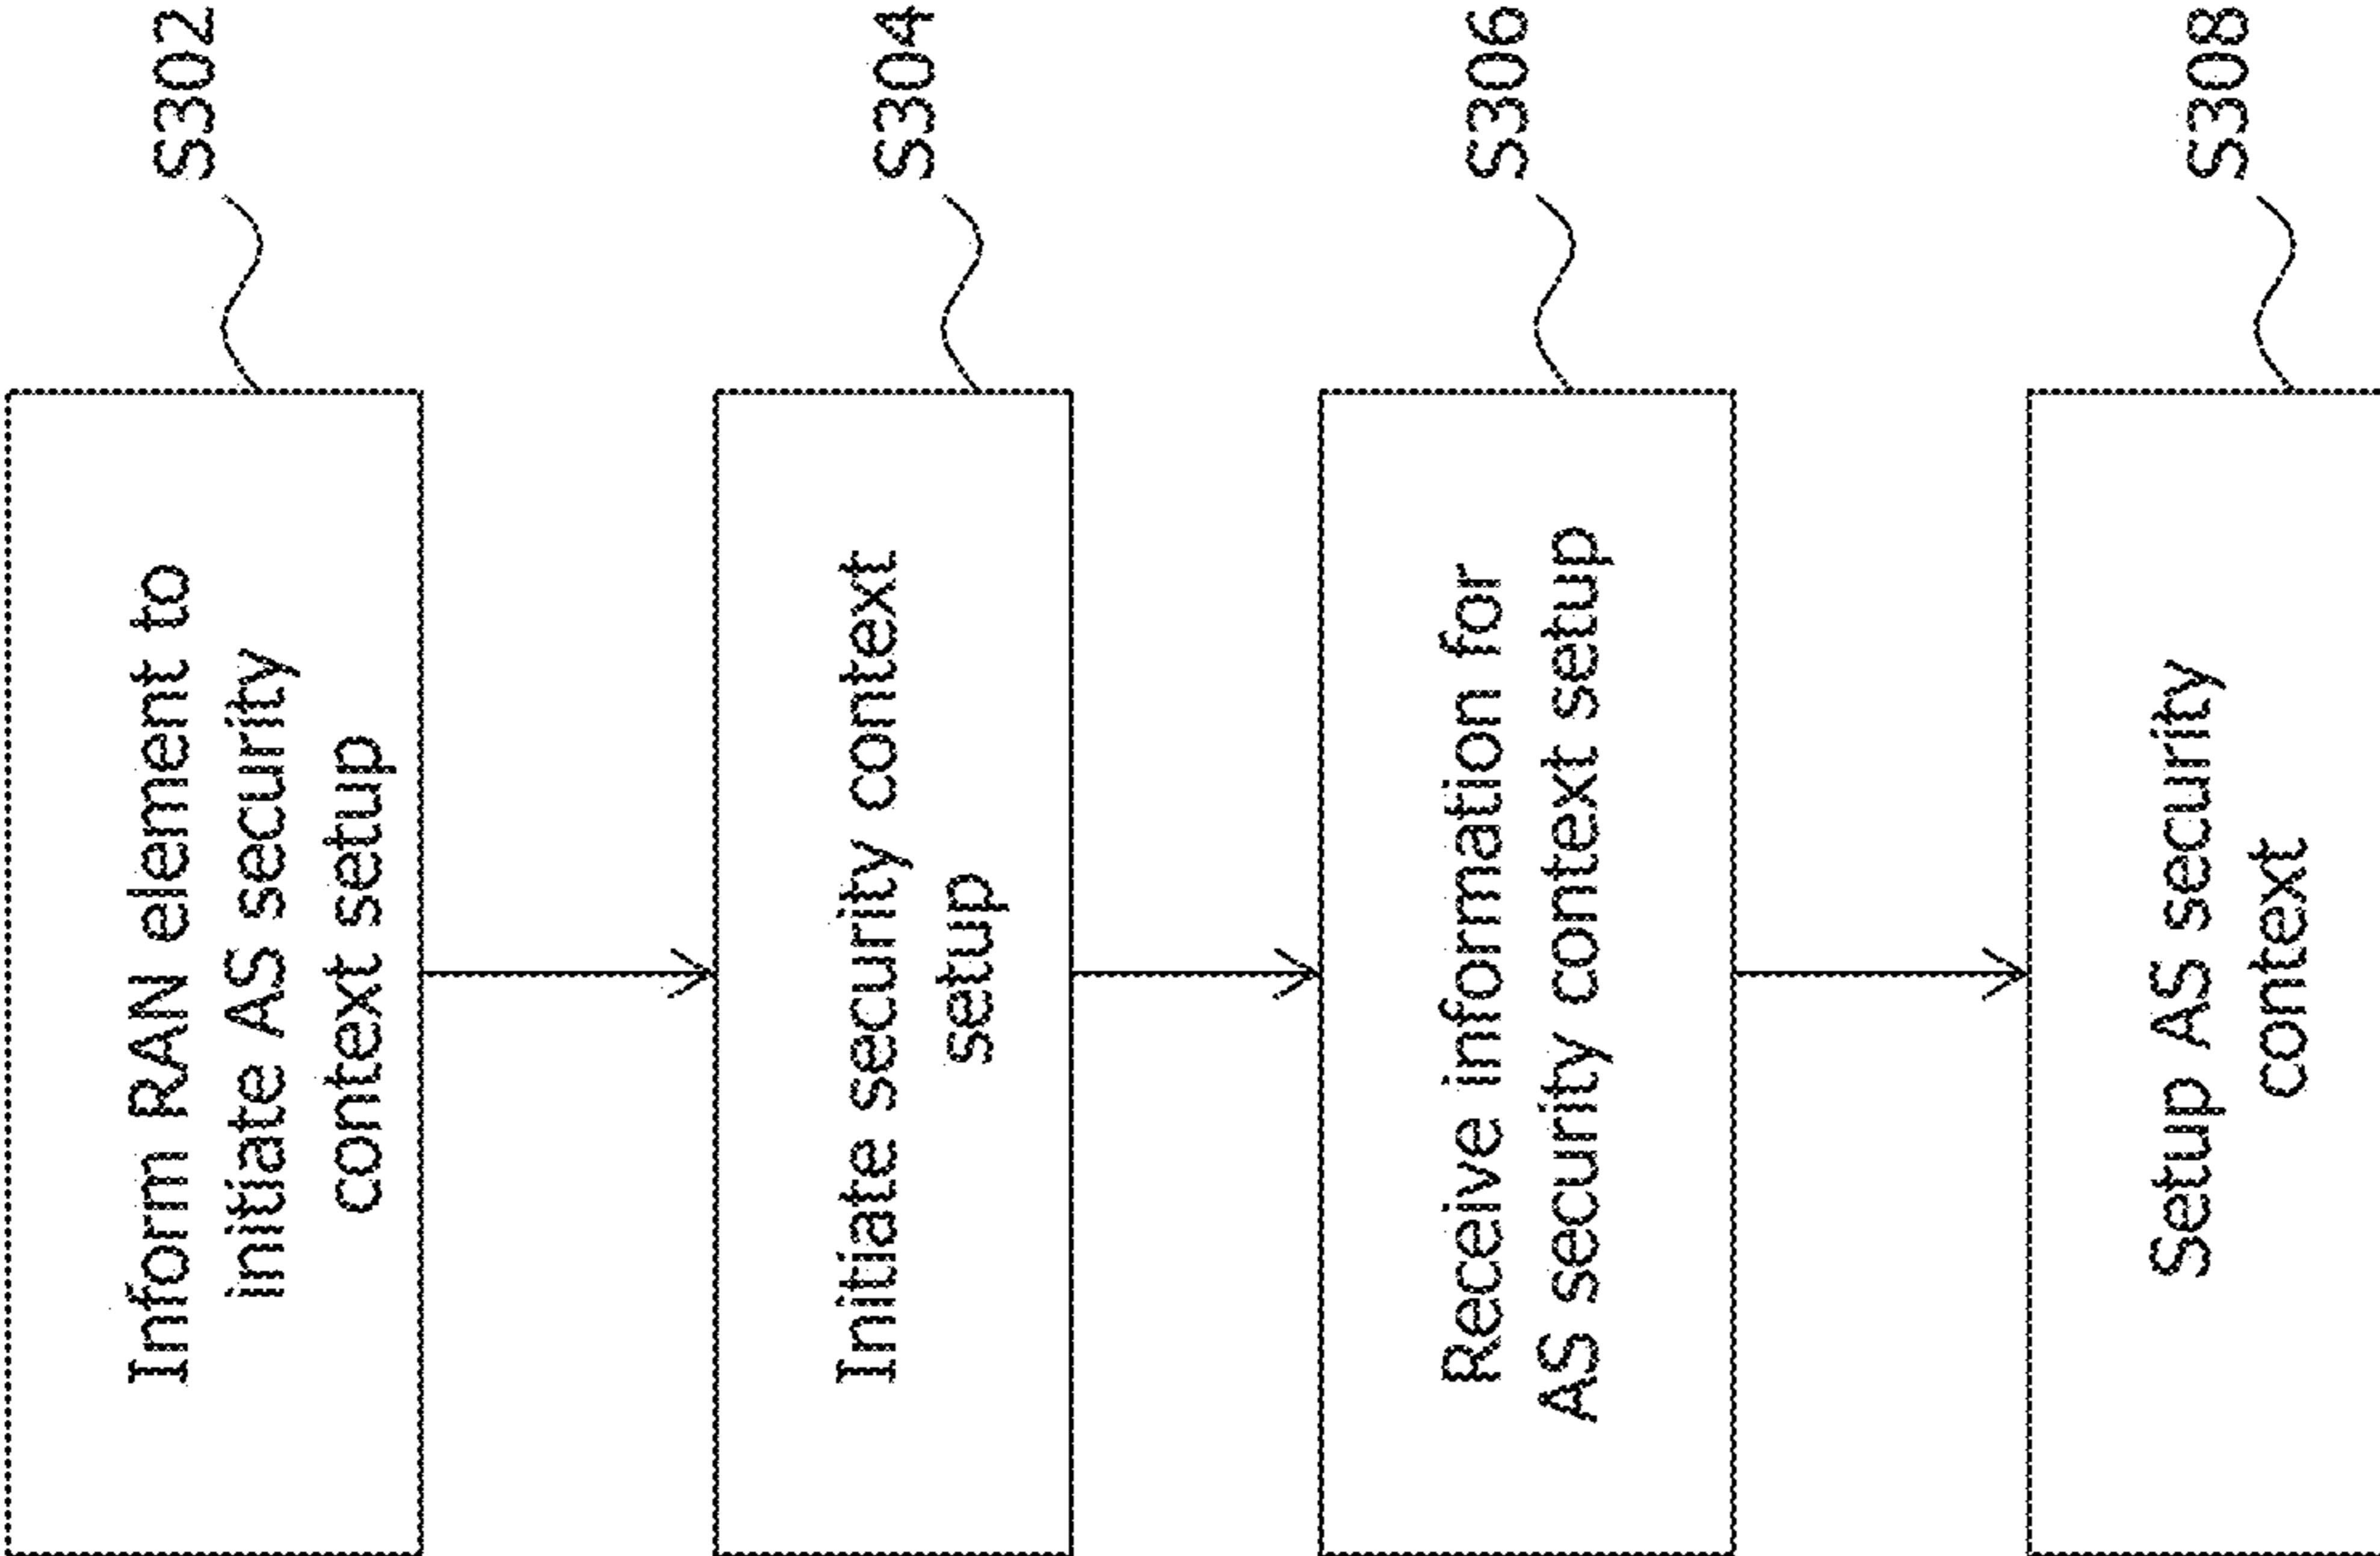 Inform RAN element to
initiate AS security
context setup
S302
Initiate security context
setup
S304
Receive information for
AS security context setup
S306
Setup AS security
context
S308